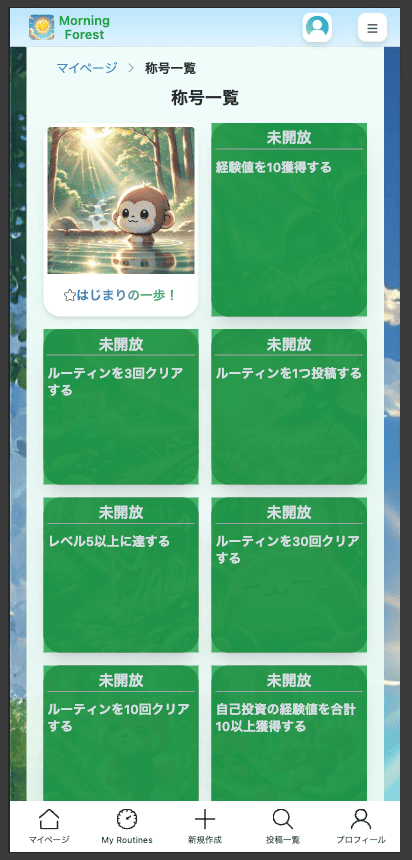 Morning
Forest
マイページ > 称号一覧
称号一覧
☆はじまりの一歩！
未開放
経験値を10獲得する
未開放
ルーティンを3回クリア
する
未開放
ルーティンを1つ投稿する
未開放
レベル5以上に達する
未開放
ルーティンを30回クリア
する
未開放
ルーティンを10回クリア
する
未開放
自己投資の経験値を合計
10以上獲得する
マイページ
My Routines
新規作成
投稿一覧
プロフィール